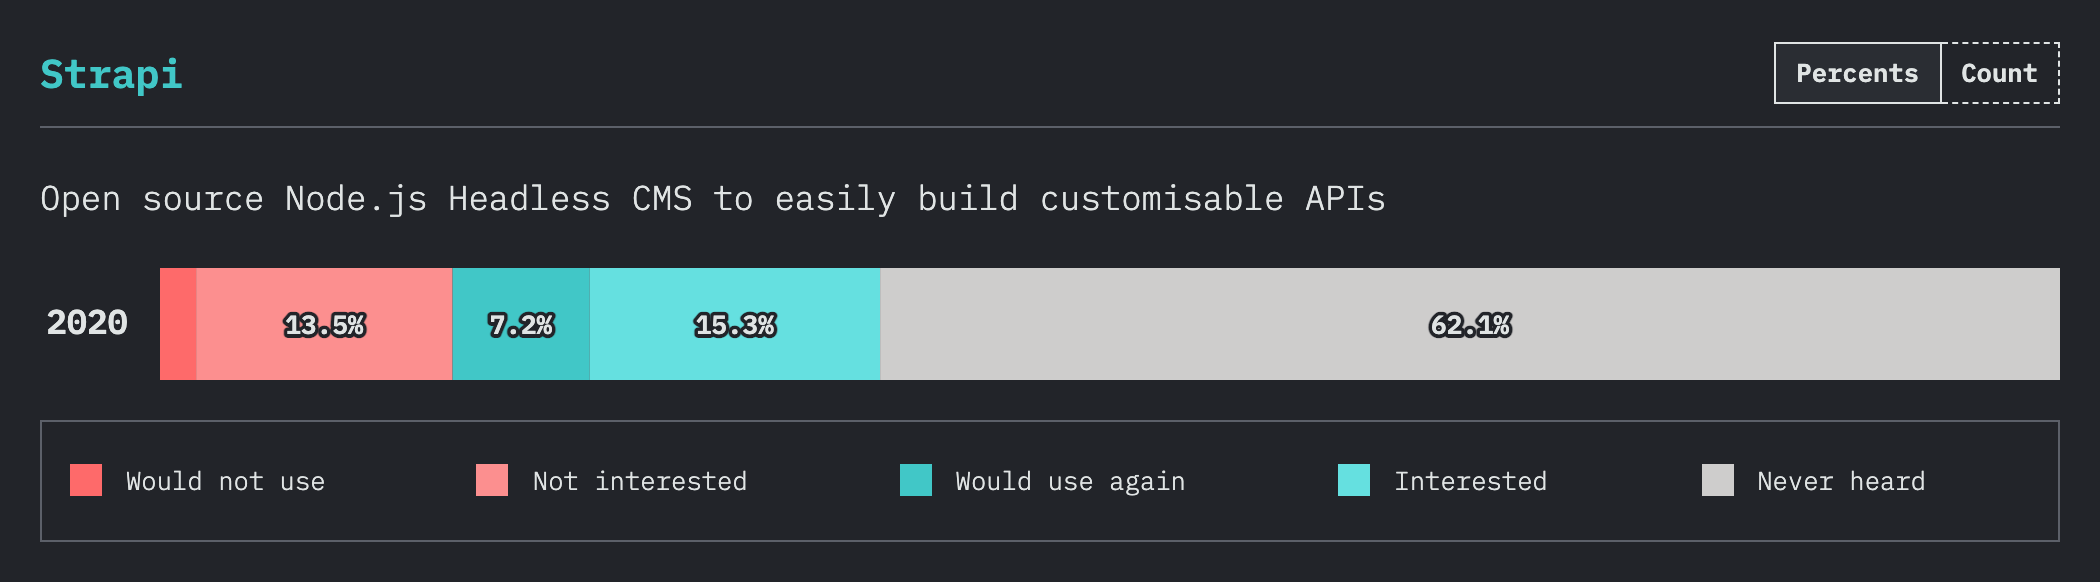 Strapi
Percents Count
Open source Node.js Headless CMS to easily build customisable APIs
2020 13.5% 7.2% 15.3% 62.1%
Would not use Not interested Would use again Interested Never heard